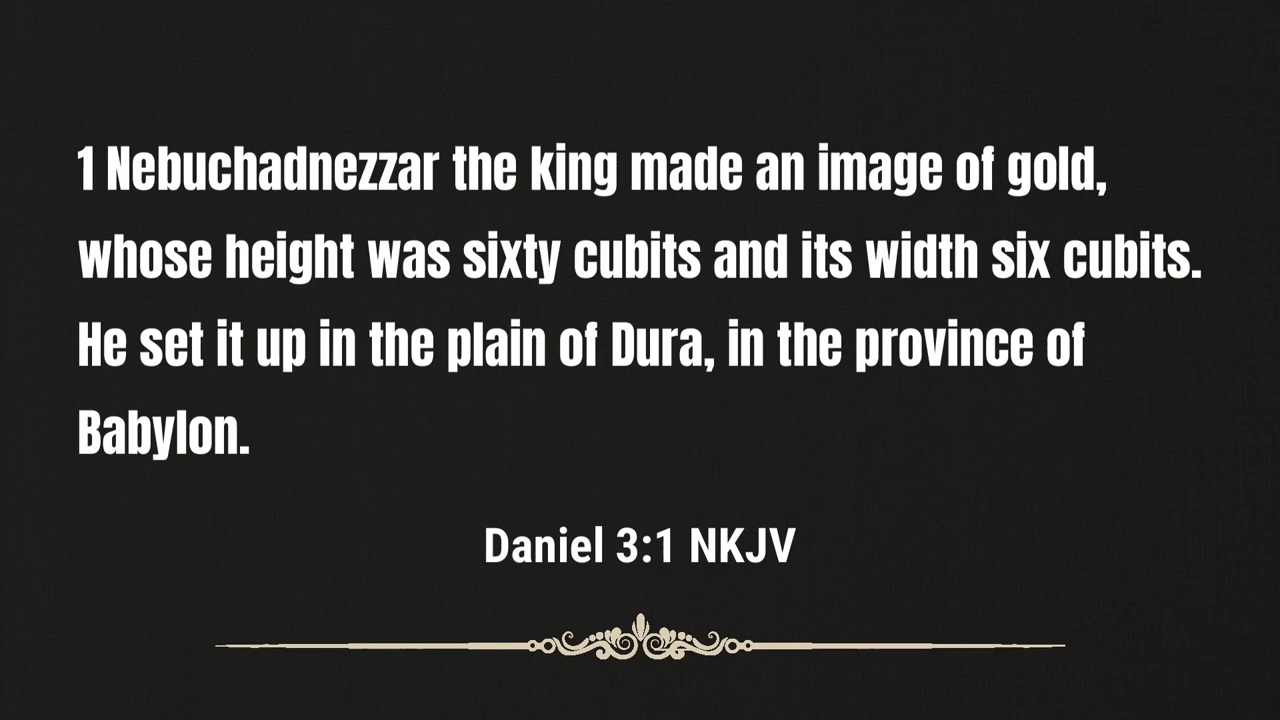 1 Nebuchadnezzar the king made an image of gold,
whose height was sixty cubits and its width six cubits.
He set it up in the plain of Dura, in the province of
Babylon.
Daniel 3:1 NKJV